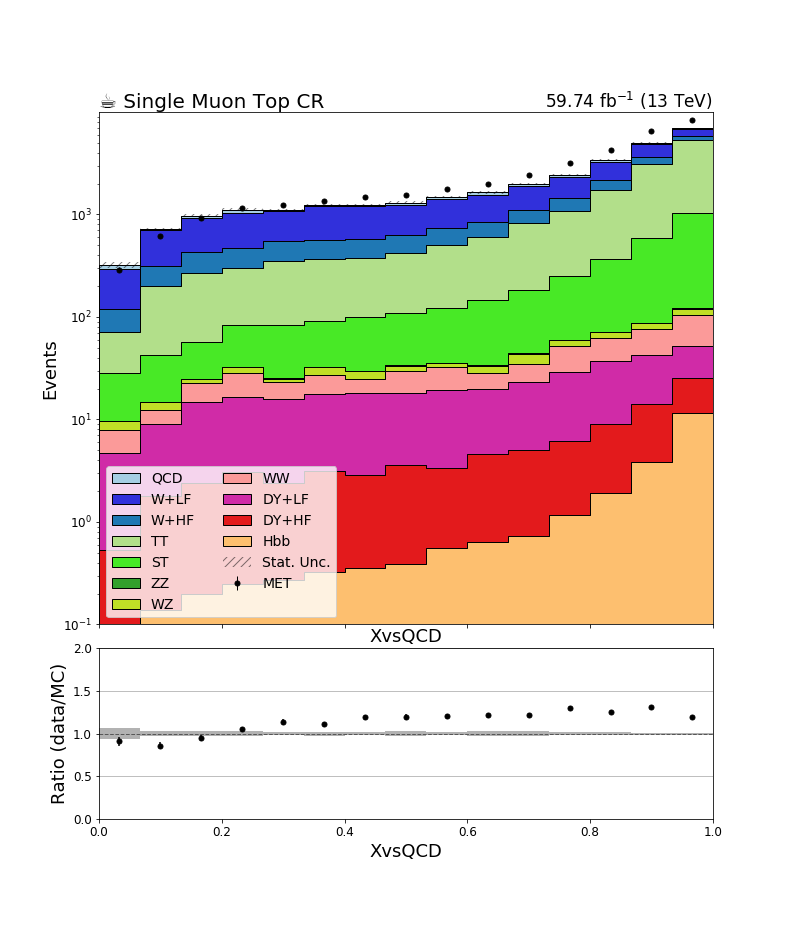 ☕ Single Muon Top CR 59.74 fb⁻¹ (13 TeV)
Events
10³
10²
10¹
10⁰
10⁻¹
QCD WW
W+LF DY+LF
W+HF DY+HF
TT Hbb
ST Stat. Unc.
ZZ MET
WZ
XvsQCD
Ratio (data/MC)
2.0
1.5
1.0
0.5
0.0
0.0 0.2 0.4 0.6 0.8 1.0
XvsQCD